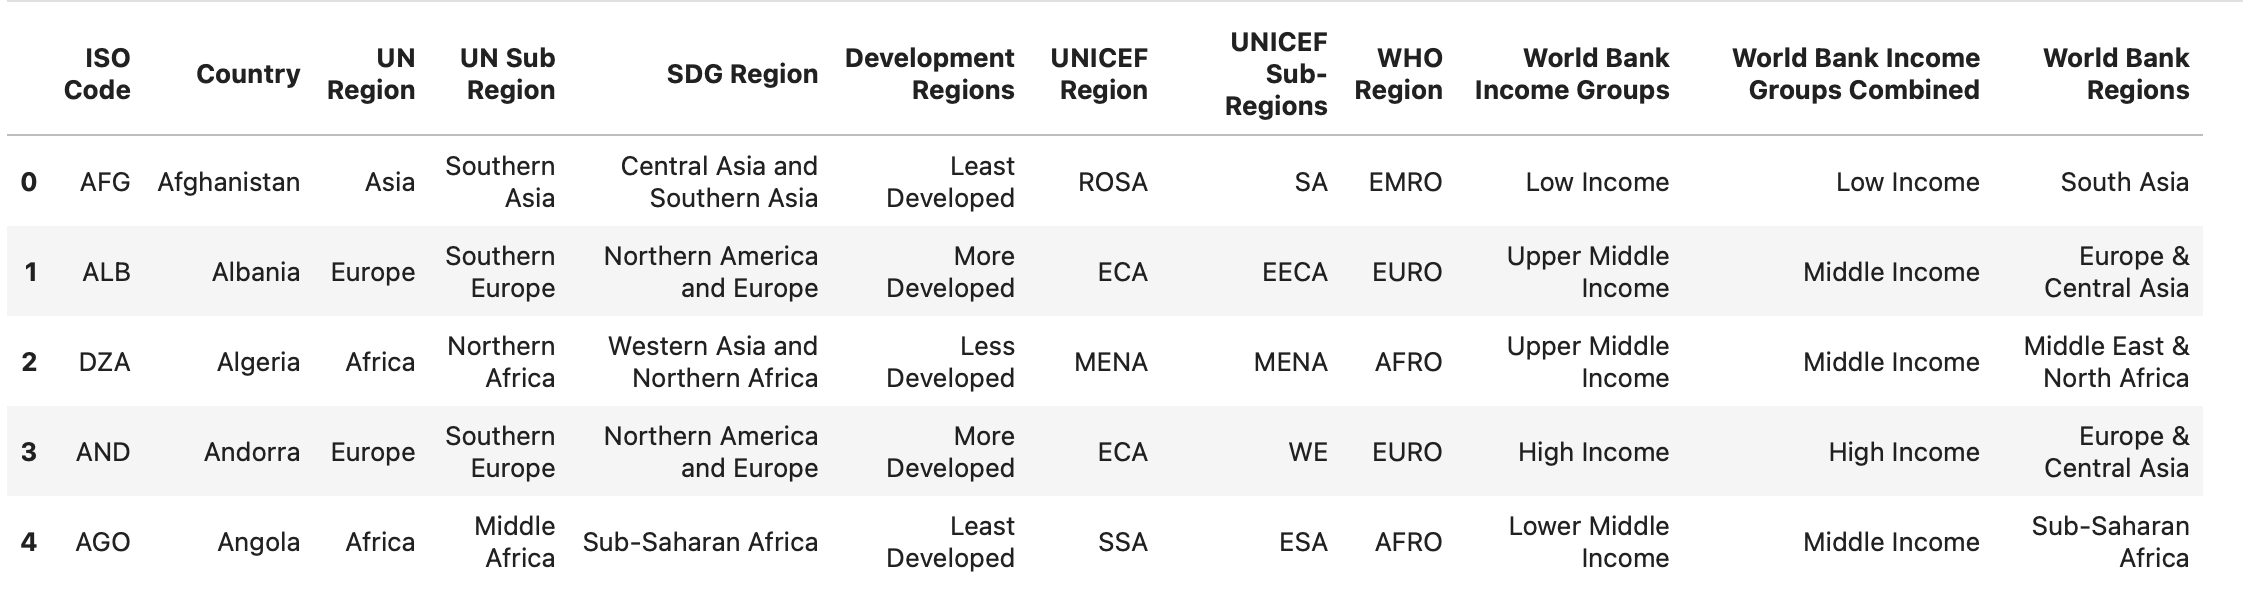 ISO Code Country UN Region UN Sub Region SDG Region Development Regions UNICEF Region UNICEF Sub-Regions WHO Region World Bank Income Groups World Bank Income Groups Combined World Bank Regions
0 AFG Afghanistan Asia Southern Asia Central Asia and Southern Asia Least Developed ROSA SA EMRO Low Income Low Income South Asia
1 ALB Albania Europe Southern Europe Northern America and Europe More Developed ECA EECA EURO Upper Middle Income Middle Income Europe & Central Asia
2 DZA Algeria Africa Northern Africa Western Asia and Northern Africa Less Developed MENA MENA AFRO Upper Middle Income Middle Income Middle East & North Africa
3 AND Andorra Europe Southern Europe Northern America and Europe More Developed ECA WE EURO High Income High Income Europe & Central Asia
4 AGO Angola Africa Middle Africa Sub-Saharan Africa Least Developed SSA ESA AFRO Lower Middle Income Middle Income Sub-Saharan Africa